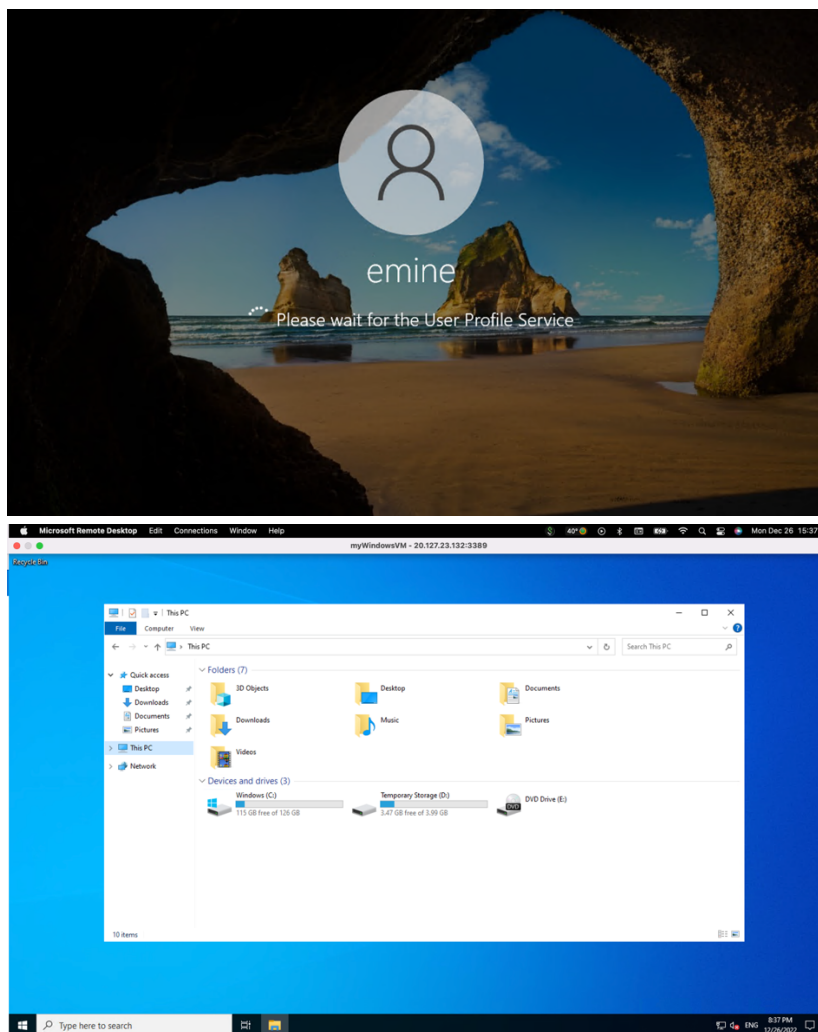 emine
Please wait for the User Profile Service
Microsoft Remote Desktop Edit Connections Window Help 40° Mon Dec 26 15:37
myWindowsVM - 20.127.23.132:3389
Recycle Bin
This PC
File Computer View
This PC Search This PC
Quick access
Desktop
Downloads
Documents
Pictures
This PC
Network
Folders (7)
3D Objects Desktop Documents
Downloads Music Pictures
Videos
Devices and drives (3)
Windows (C:) Temporary Storage (D:) DVD Drive (E:)
115 GB free of 126 GB 3.47 GB free of 3.99 GB
DVD
10 items
Type here to search ENG 8:37 PM
12/26/2022